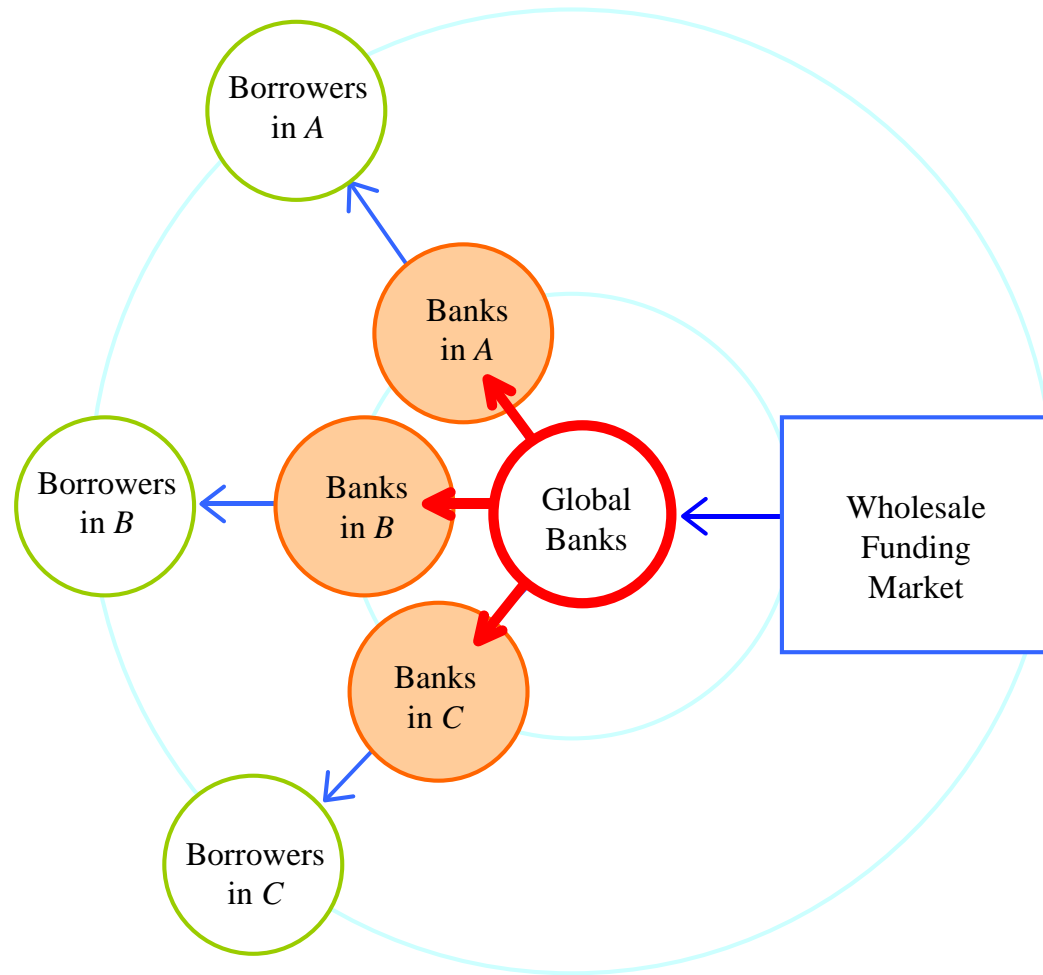 Borrowers
in A
Banks
in A
Borrowers
in B
Banks
in B
Global
Banks
Wholesale
Funding
Market
Banks
in C
Borrowers
in C